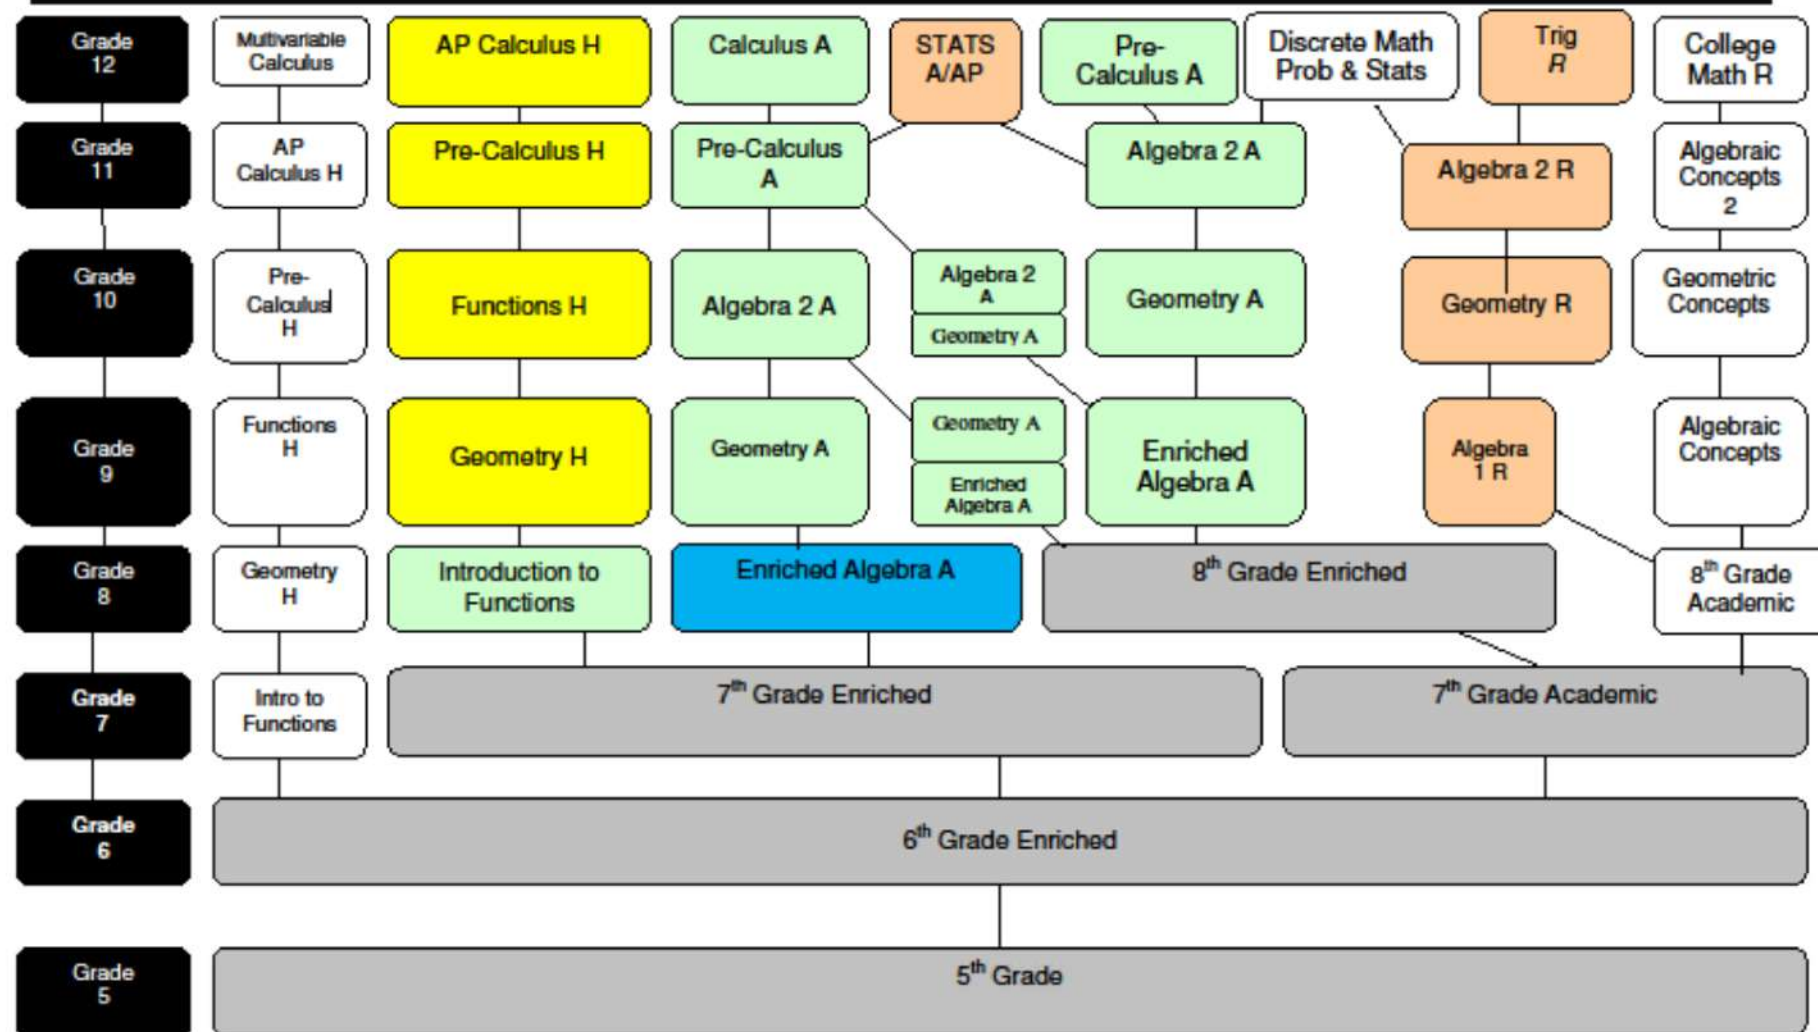 Grade
12
Multivariable
Calculus
AP Calculus H
Calculus A
STATS
A/AP
Pre-
Calculus A
Discrete Math
Prob & Stats
Trig
R
College
Math R
Grade
11
AP
Calculus H
Pre-Calculus H
Pre-Calculus
A
Algebra 2 A
Algebra 2 R
Algebraic
Concepts
2
Grade
10
Pre-
Calculus
H
Functions H
Algebra 2 A
Algebra 2
A
Geometry A
Geometry A
Geometry R
Geometric
Concepts
Grade
9
Functions
H
Geometry H
Geometry A
Geometry A
Enriched
Algebra A
Enriched
Algebra A
Algebra
1 R
Algebraic
Concepts
Grade
8
Geometry
H
Introduction to
Functions
Enriched Algebra A
8th Grade Enriched
8th Grade
Academic
Grade
7
Intro to
Functions
7th Grade Enriched
7th Grade Academic
Grade
6
6th Grade Enriched
Grade
5
5th Grade